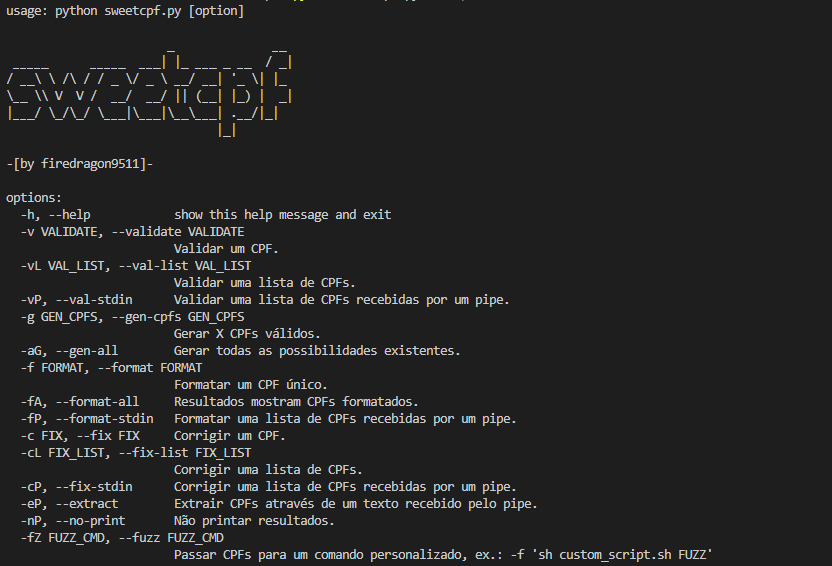 usage: python sweetcpf.py [option]
sweetcpf
-[by firedragon9511]-
options:
-h, --help show this help message and exit
-v VALIDATE, --validate VALIDATE
Validar um CPF.
-vL VAL_LIST, --val-list VAL_LIST
Validar uma lista de CPFs.
-vP, --val-stdin Validar uma lista de CPFs recebidas por um pipe.
-g GEN_CPFS, --gen-cpfs GEN_CPFS
Gerar X CPFs válidos.
-aG, --gen-all Gerar todas as possibilidades existentes.
-f FORMAT, --format FORMAT
Formatar um CPF único.
-fA, --format-all Resultados mostram CPFs formatados.
-fP, --format-stdin Formatar uma lista de CPFs recebidas por um pipe.
-c FIX, --fix FIX Corrigir um CPF.
-cL FIX_LIST, --fix-list FIX_LIST
Corrigir uma lista de CPFs.
-cP, --fix-stdin Corrigir uma lista de CPFs recebidas por um pipe.
-eP, --extract Extrair CPFs através de um texto recebido pelo pipe.
-nP, --no-print Não printar resultados.
-fZ FUZZ_CMD, --fuzz FUZZ_CMD
Passar CPFs para um comando personalizado, ex.: -f 'sh custom_script.sh FUZZ'